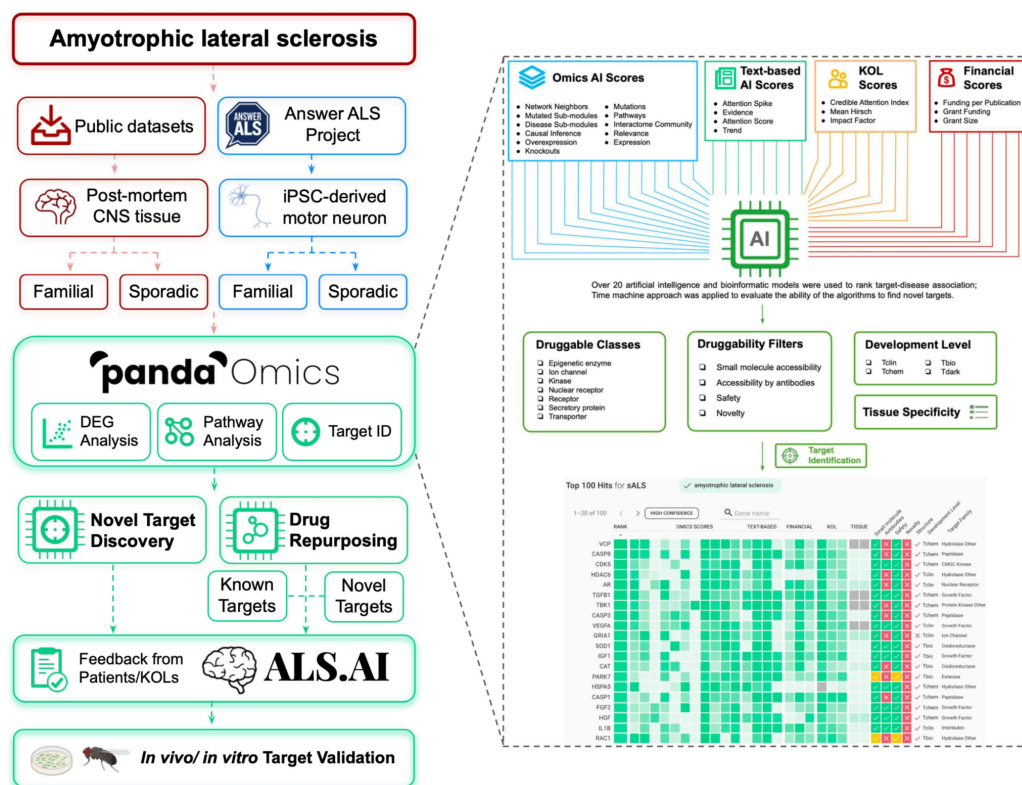 Amyotrophic lateral sclerosis
Public datasets
ANSWER
ALS
Answer ALS
Project
Post-mortem
CNS tissue
iPSC-derived
motor neuron
Familial
Sporadic
Familial
Sporadic
panda Omics
DEG
Analysis
Pathway
Analysis
Target ID
Novel Target
Discovery
Drug
Repurposing
Known
Targets
Novel Targets
Feedback from
Patients/KOLs
ALS.AI
In vivo/ in vitro Target Validation
Omics AI Scores
● Network Neighbors
● Mutated Sub-modules
● Disease Sub-modules
● Causal Inference
● Overexpression
● Knockouts
● Mutations
● Pathways
● Interactome Community
● Relevance
● Expression
Text-based
AI Scores
● Attention Spike
● Evidence
● Attention Score
● Trend
KOL
Scores
● Credible Attention Index
● Mean Hirsch
● Impact Factor
Financial
Scores
● Funding per Publication
● Grant Funding
● Grant Size
AI
Over 20 artificial intelligence and bioinformatic models were used to rank target-disease association;
Time machine approach was applied to evaluate the ability of the algorithms to find novel targets.
Druggable Classes
❏ Epigenetic enzyme
❏ Ion channel
❏ Kinase
❏ Nuclear receptor
❏ Receptor
❏ Secretory protein
❏ Transporter
Druggability Filters
❏ Small molecule accessibility
❏ Accessibility by antibodies
❏ Safety
❏ Novelty
Development Level
❏ Tclin
❏ Tchem
❏ Tbio
❏ Tdark
Tissue Specificity
Target
Identification
Top 100 Hits for sALS
✓ amyotrophic lateral sclerosis
1–20 of 100 < > HIGH CONFIDENCE Gene name
RANK OMICS SCORES TEXT-BASED FINANCIAL KOL TISSUE Small molecule Antibodies Safety Novelty Structure Development Level Target Family
VCP Tchem Hydrolase Other
CASP8 Tchem Peptidase
CDK5 Tchem CMGC Kinase
HDAC6 Tclin Hydrolase Other
AR Tclin Nuclear Receptor
TGFB1 Tchem Growth Factor
TBK1 Tchem Protein Kinase Other
CASP3 Tchem Peptidase
VEGFA Tclin Growth Factor
GRIA1 Tclin Ion Channel
SOD1 Tbio Oxidoreductase
IGF1 Tbio Growth Factor
CAT Tbio Oxidoreductase
PARK7 Tbio Esterase
HSPA5 Tchem Hydrolase Other
CASP1 Tchem Peptidase
FGF2 Tchem Growth Factor
HGF Tchem Growth Factor
IL1B Tclin Interleukin
RAC1 Tbio Hydrolase Other